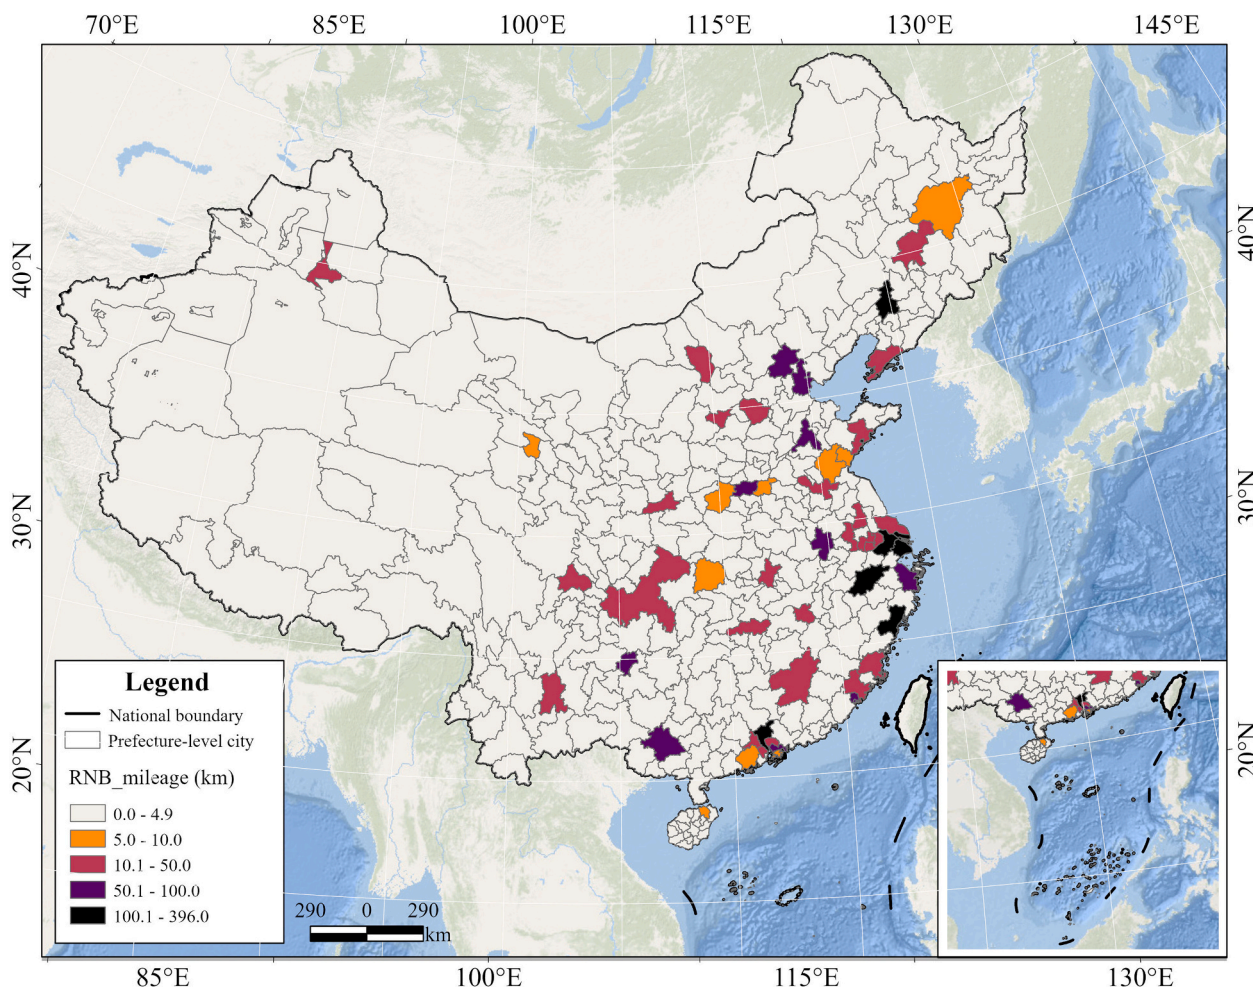 70°E 85°E 100°E 115°E 130°E 145°E
40°N
30°N
20°N
40°N
30°N
20°N
Legend
National boundary
Prefecture-level city
RNB_mileage (km)
0.0 - 4.9
5.0 - 10.0
10.1 - 50.0
50.1 - 100.0
100.1 - 396.0
290 0 290
km
85°E 100°E 115°E 130°E